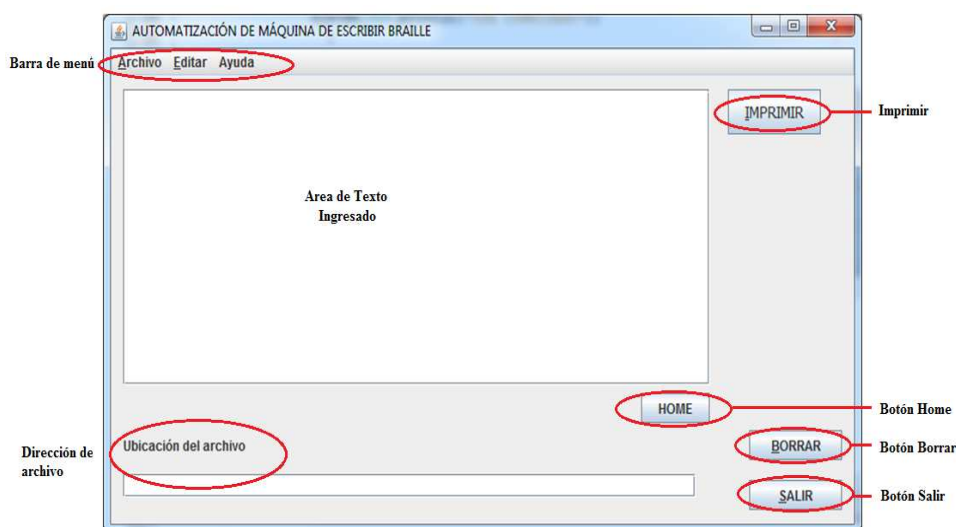 AUTOMATIZACIÓN DE MÁQUINA DE ESCRIBIR BRAILLE
Barra de menú
Archivo Editar Ayuda
IMPRIMIR
Imprimir
Area de Texto
Ingresado
HOME
Botón Home
Dirección de
archivo
Ubicación del archivo
BORRAR
Botón Borrar
SALIR
Botón Salir